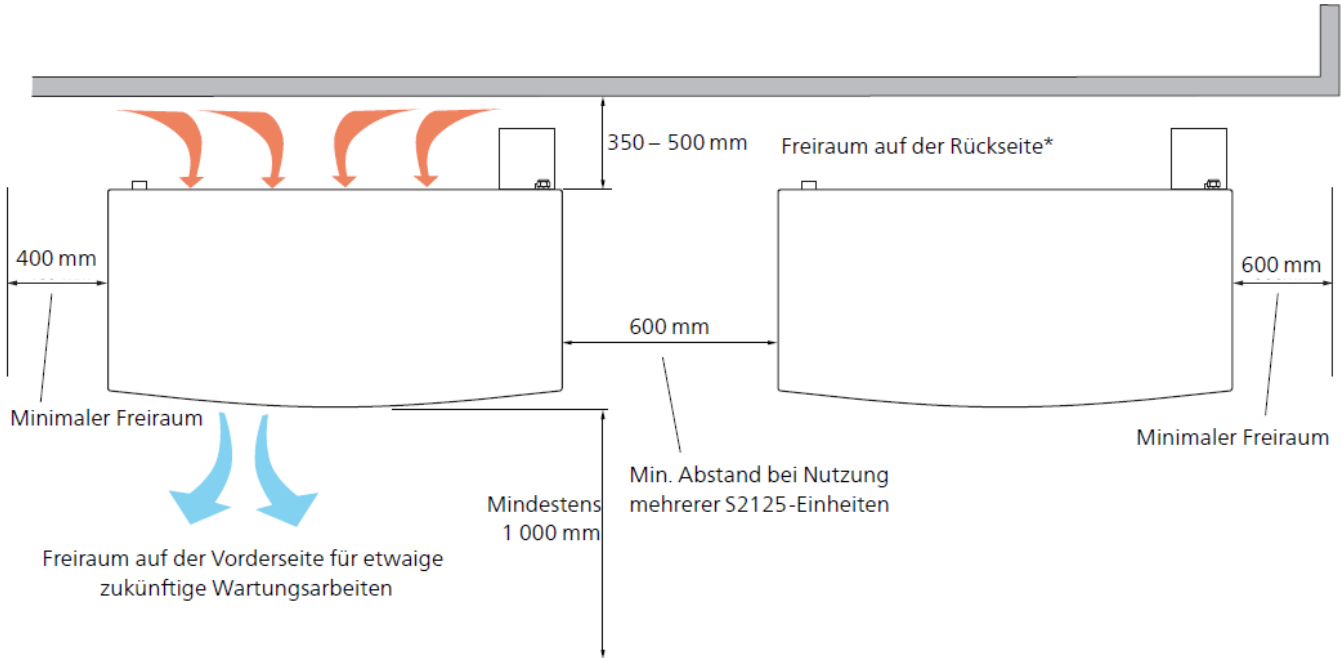 350 – 500 mm
Freiraum auf der Rückseite*
400 mm
600 mm
600 mm
Minimaler Freiraum
Minimaler Freiraum
Min. Abstand bei Nutzung
mehrerer S2125-Einheiten
Mindestens
1 000 mm
Freiraum auf der Vorderseite für etwaige
zukünftige Wartungsarbeiten